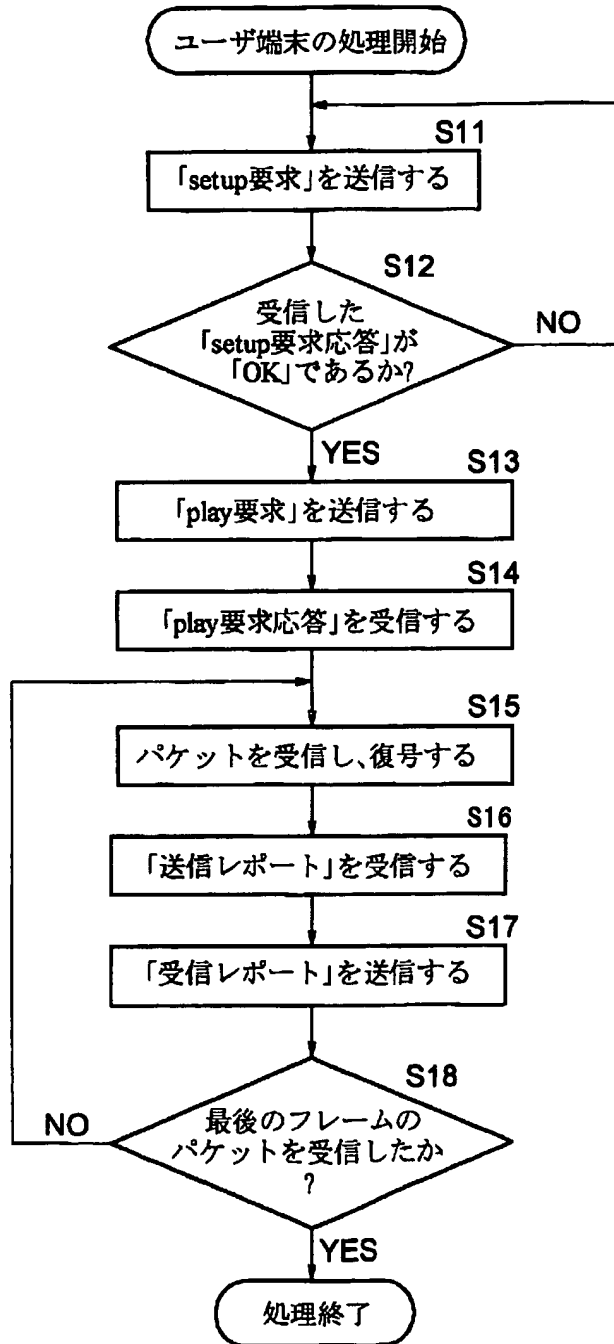 ユーザ端末の処理開始
S11
「setup要求」を送信する
S12
受信した
「setup要求応答」が
「OK」であるか?
NO
YES
S13
「play要求」を送信する
S14
「play要求応答」を受信する
S15
パケットを受信し、復号する
S16
「送信レポート」を受信する
S17
「受信レポート」を送信する
S18
最後のフレームの
パケットを受信したか
?
NO
YES
処理終了